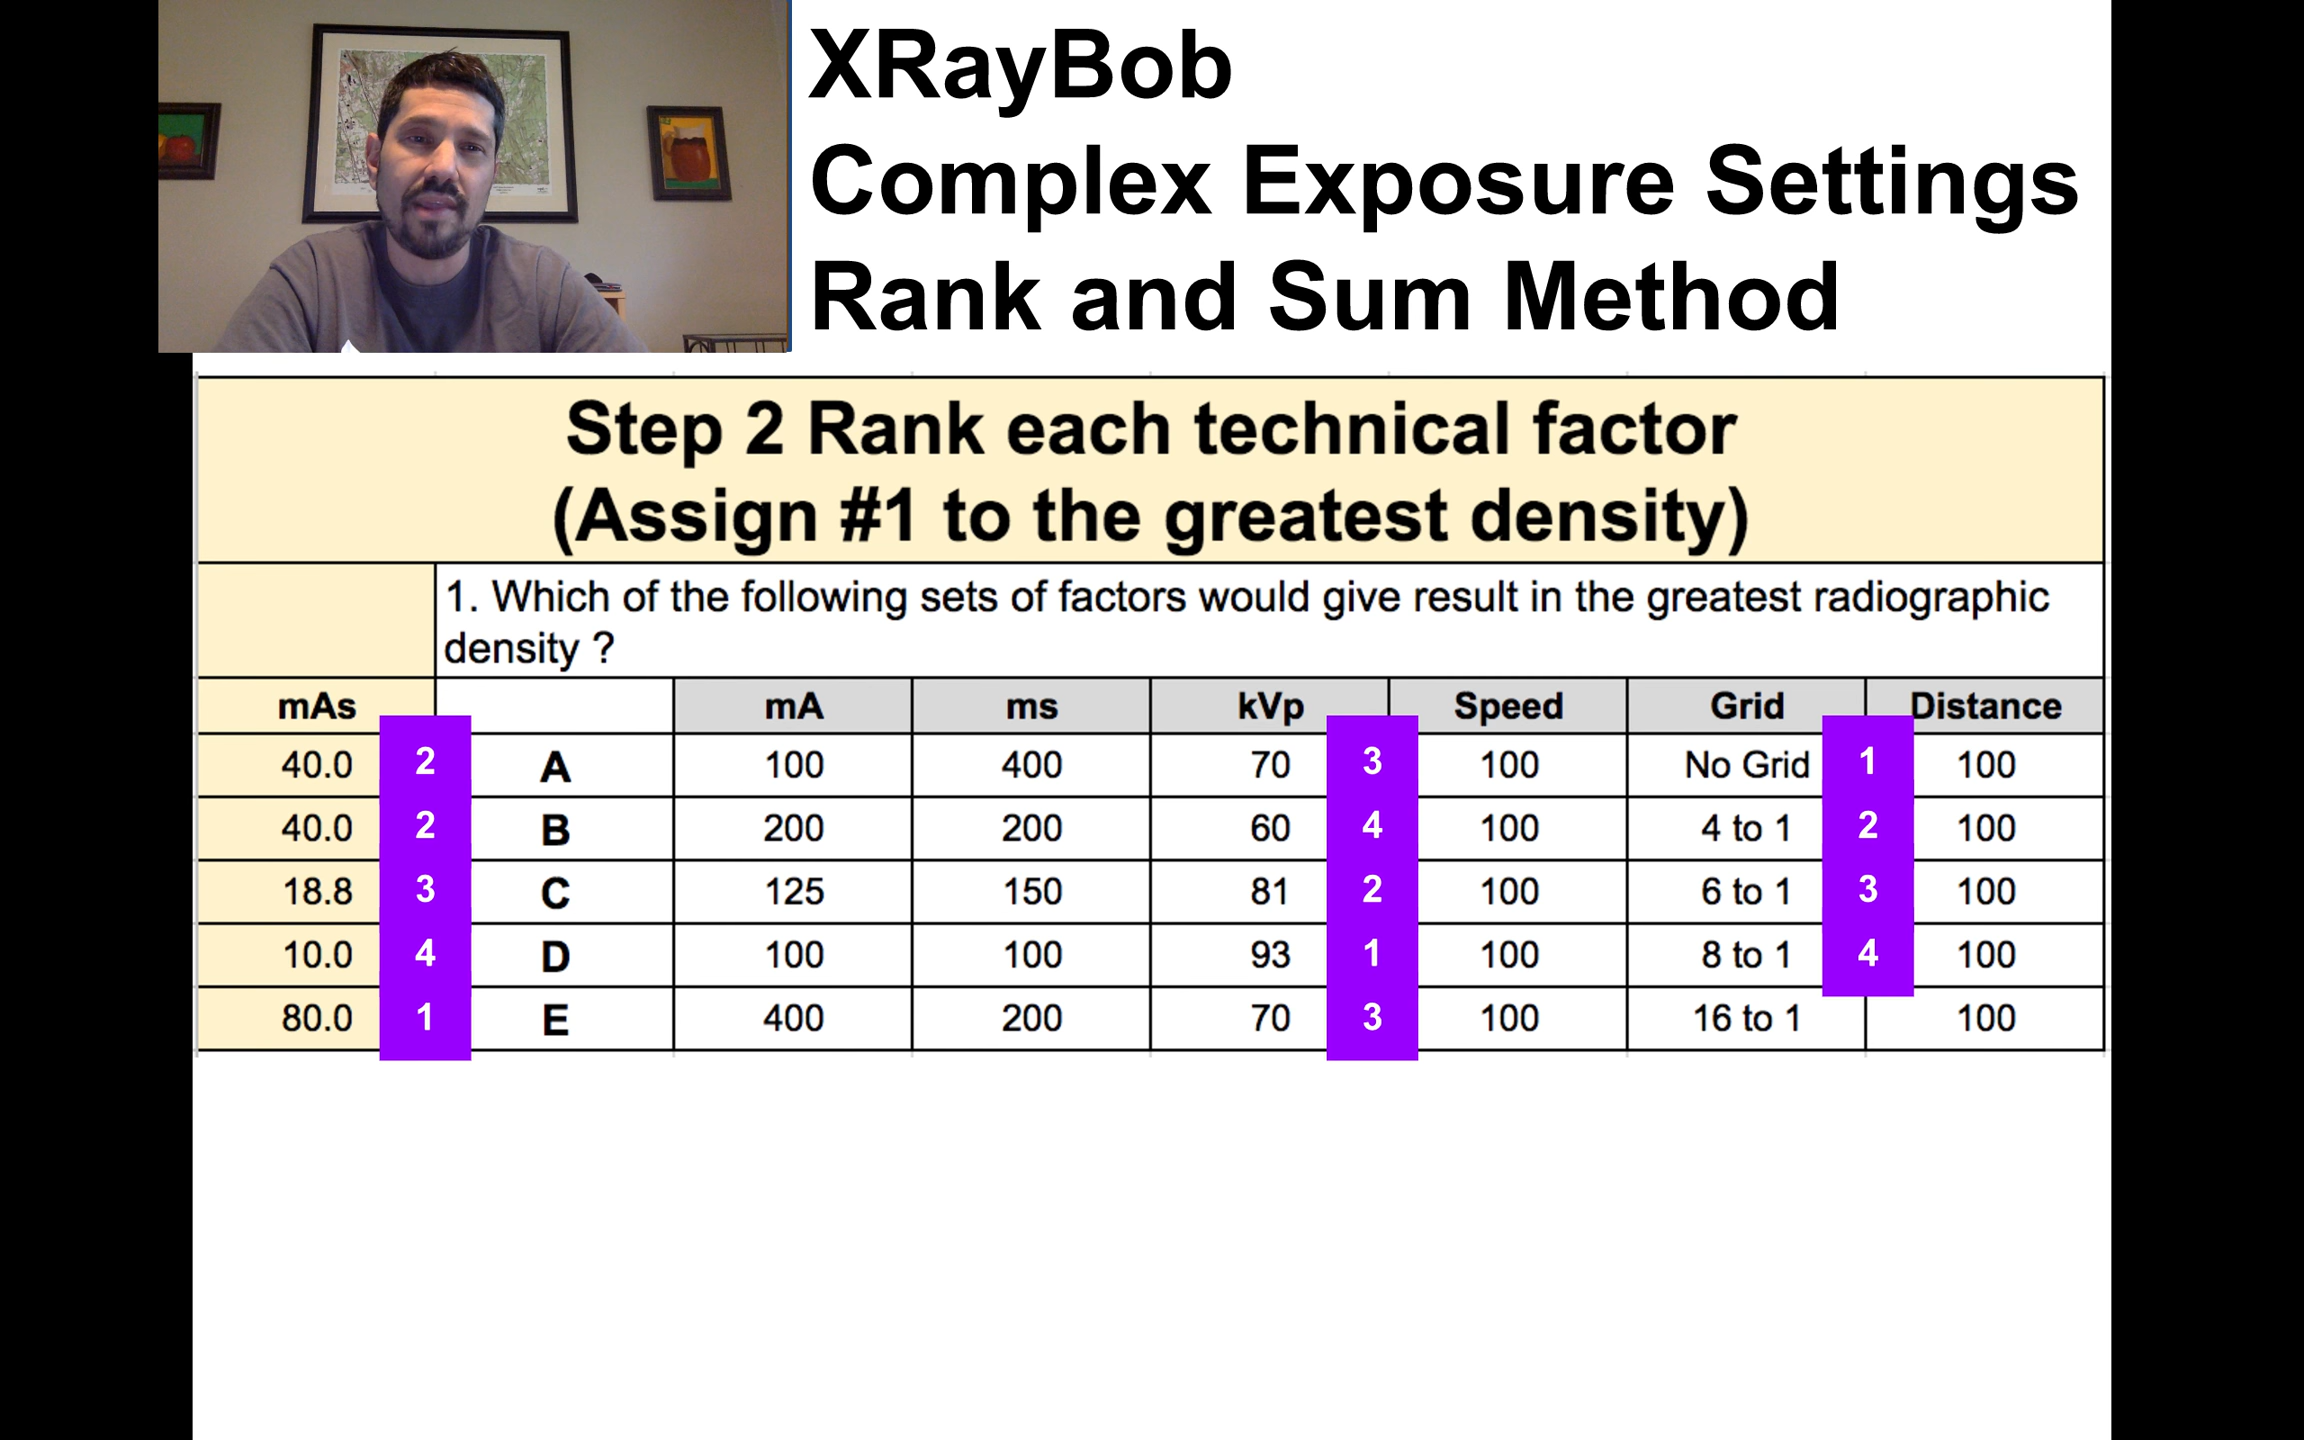 XRayBob
Complex Exposure Settings
Rank and Sum Method
Step 2 Rank each technical factor
(Assign #1 to the greatest density)
1. Which of the following sets of factors would give result in the greatest radiographic
density ?
mAs mA ms kVp Speed Grid Distance
40.0 2 A 100 400 70 3 100 No Grid 1 100
40.0 2 B 200 200 60 4 100 4 to 1 2 100
18.8 3 C 125 150 81 2 100 6 to 1 3 100
10.0 4 D 100 100 93 1 100 8 to 1 4 100
80.0 1 E 400 200 70 3 100 16 to 1 100